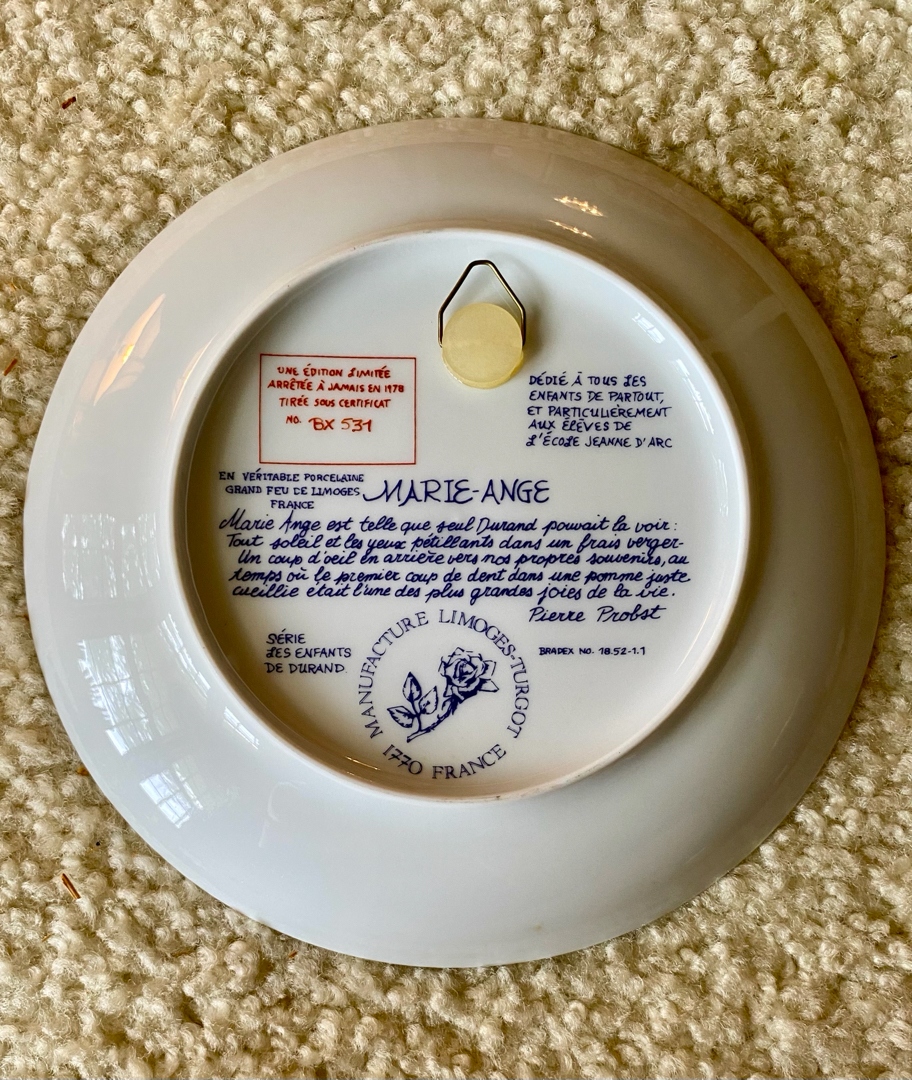 UNE ÉDITION LIMITÉE
ARRÊTÉE À JAMAIS EN 1978
TIRÉE SOUS CERTIFICAT
NO. BX 531
DÉDIÉ À TOUS LES
ENFANTS DE PARTOUT,
ET PARTICULIEREMENT
AUX ÉLÈVES DE
L'ÉCOLE JEANNE D'ARC
EN VÉRITABLE PORCELAINE
GRAND FEU DE LIMOGES
FRANCE
MARIE-ANGE
Marie Ange est telle que seul Durand pouvait la voir:
Tout soleil et les yeux pétillants dans un frais verger-
Un coup d'oeil en arrière vers nos propres souvenirs, au
temps où le premier coup de dent dans une pomme juste
cueillie etait l'une des plus grandes joies de la vie.
Pierre Probst
SÉRIE
LES ENFANTS
DE DURAND.
BRADEX NO. 18.52-1.1
MANUFACTURE LIMOGES-TURGOT
1770 FRANCE